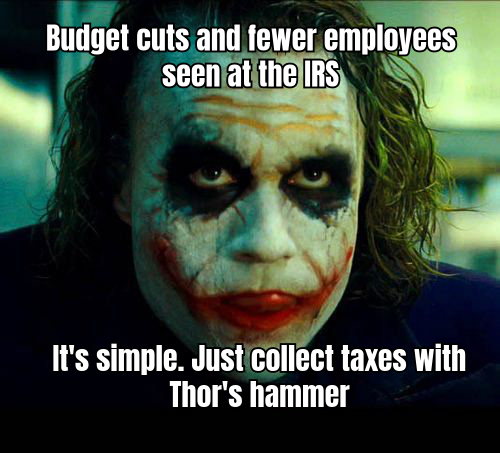 Budget cuts and fewer employees
seen at the IRS
It's simple. Just collect taxes with
Thor's hammer